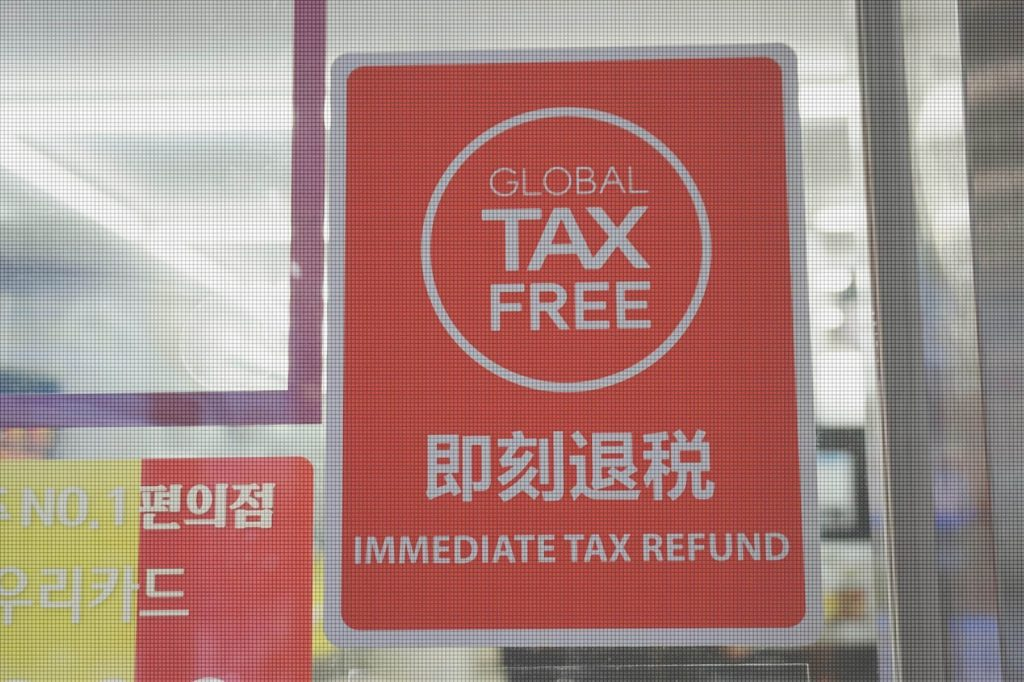 GLOBAL
TAX
FREE
即刻退税
IMMEDIATE TAX REFUND
NO.1 편의점
우리카드